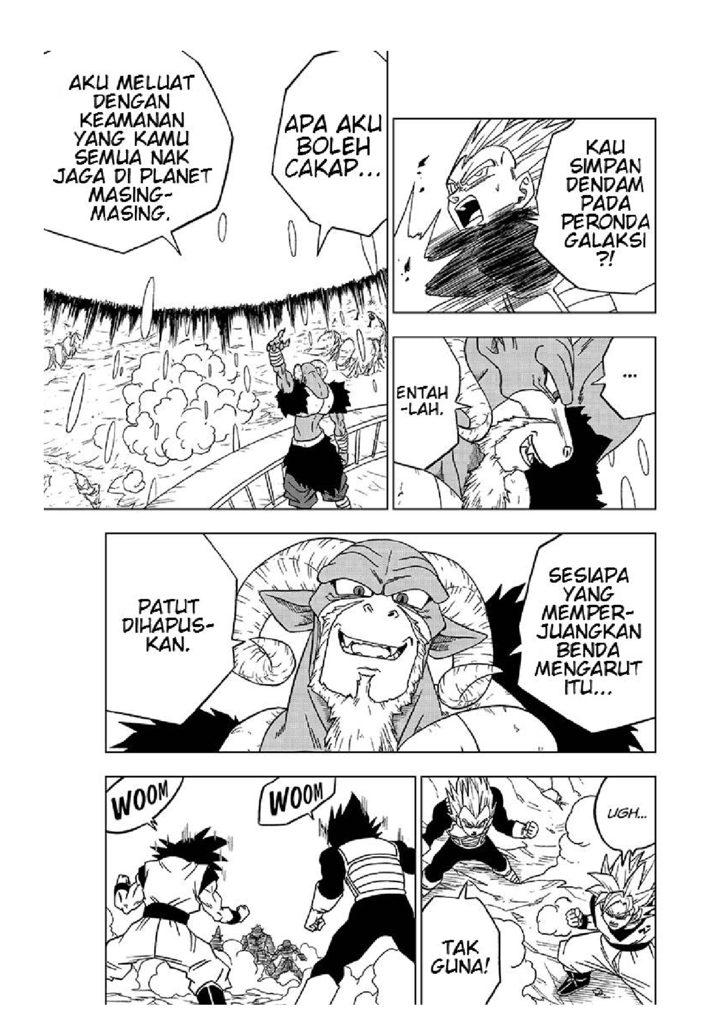 KAU
SIMPAN
DENDAM
PADA
PERONDA
GALAKSI
?!
...
ENTAH
-LAH.
APA AKU
BOLEH
CAKAP...
AKU MELUAT
DENGAN
KEAMANAN
YANG KAMU
SEMUA NAK
JAGA DI PLANET
MASING-
MASING.
SESIAPA
YANG
MEMPER-
JUANGKAN
BENDA
MENGARUT
ITU...
PATUT
DIHAPUS-
KAN.
UGH...
TAK
GUNA!
WOOM
WOOM